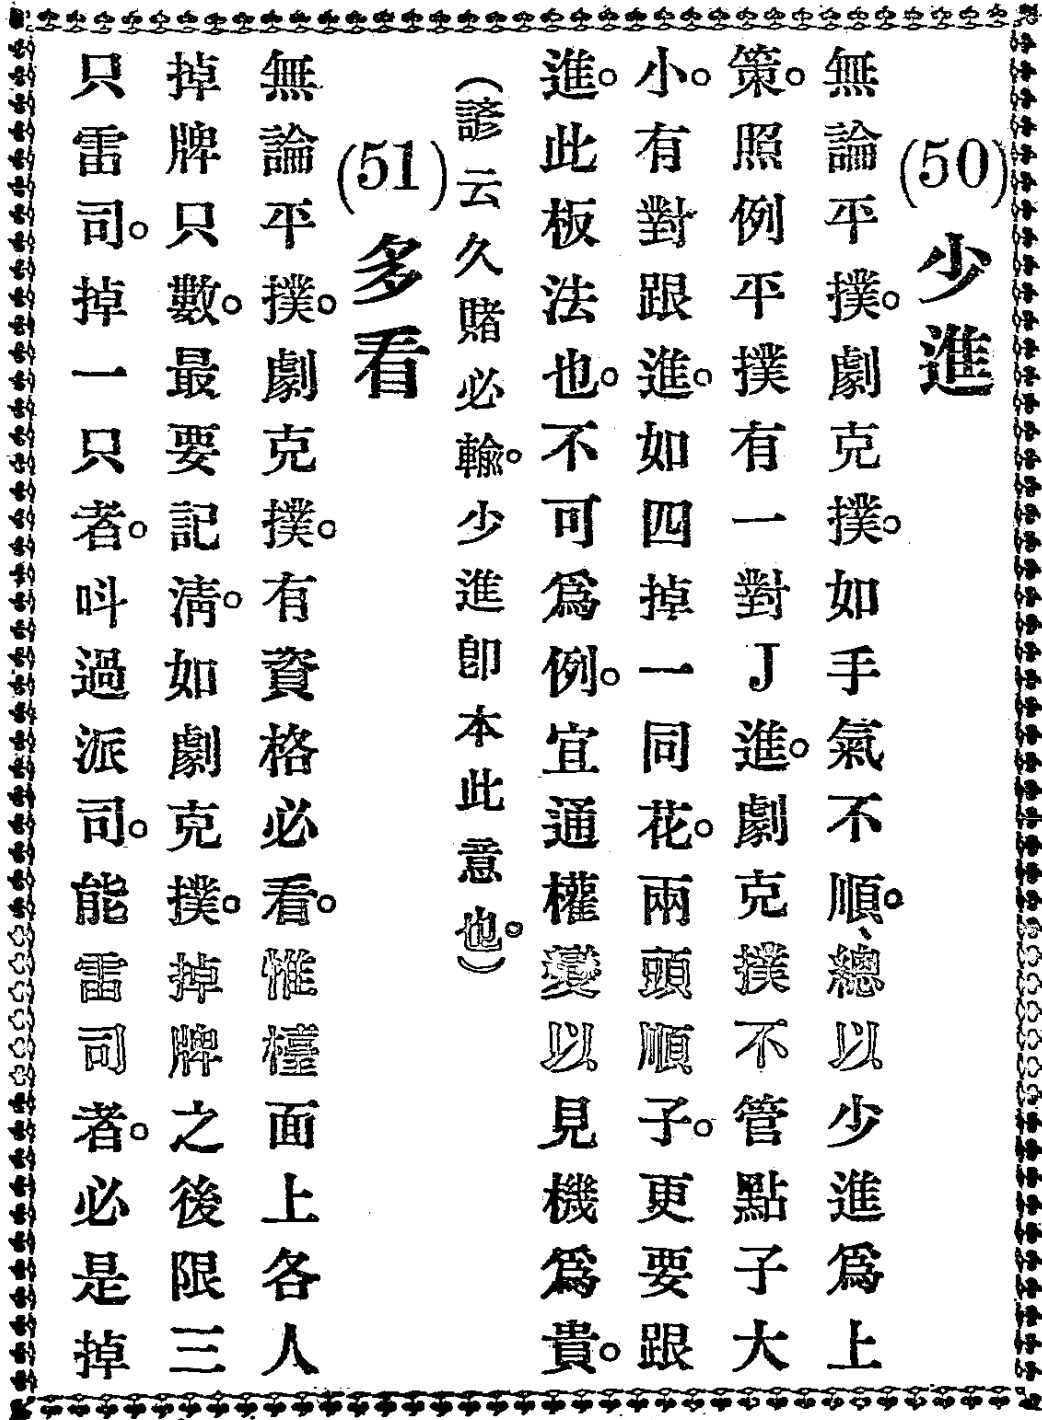 (50)少進
無論平撲。劇克撲。如手氣不順。、總以少進爲上
策。照例平撲有一對J進。劇克撲不管點子大
小。有對跟進。如四掉一同花。兩頭順子。更要跟
進。此板法也。不可爲例。宜通權變以見機爲貴。
(諺云久賭必輸。少進卽本此意也。)
(51)多看
無論平撲。劇克撲。有資格必看。惟檯面上各人
掉牌只數。最要記淸。如劇克撲。掉牌之後限三
只雷司。掉一只者。呌過派司。能雷司者。必是掉